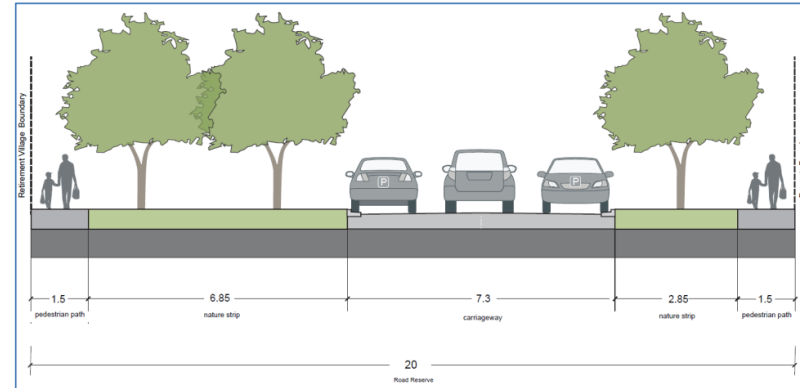 Retirement Village Boundary
P
P
1.5
6.85
7.3
2.85
1.5
pedestrian path
nature strip
carriageway
nature strip
pedestrian path
20
Road Reserve